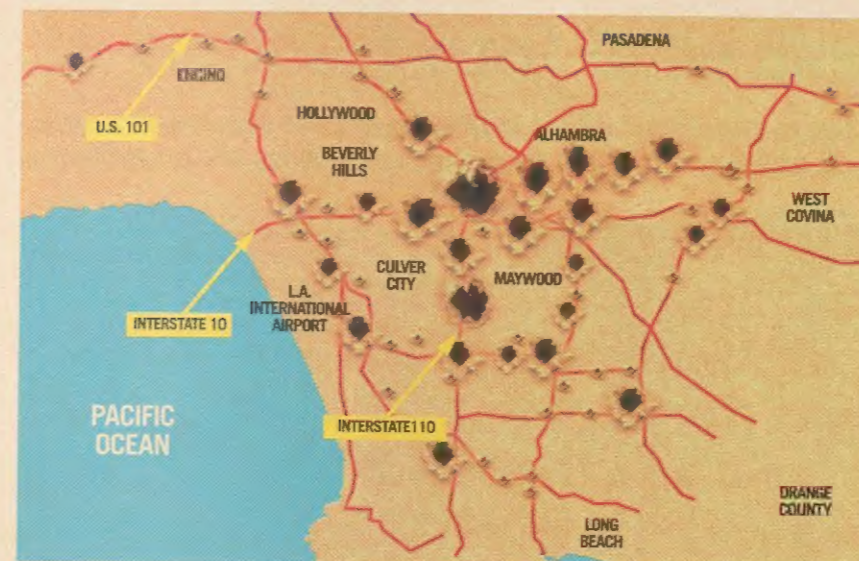 PASADENA
ENCINO
U.S. 101
HOLLYWOOD
ALHAMBRA
BEVERLY
HILLS
WEST
COVINA
CULVER
CITY
MAYWOOD
L.A.
INTERNATIONAL
AIRPORT
INTERSTATE 10
PACIFIC
OCEAN
INTERSTATE110
ORANGE
COUNTY
LONG
BEACH